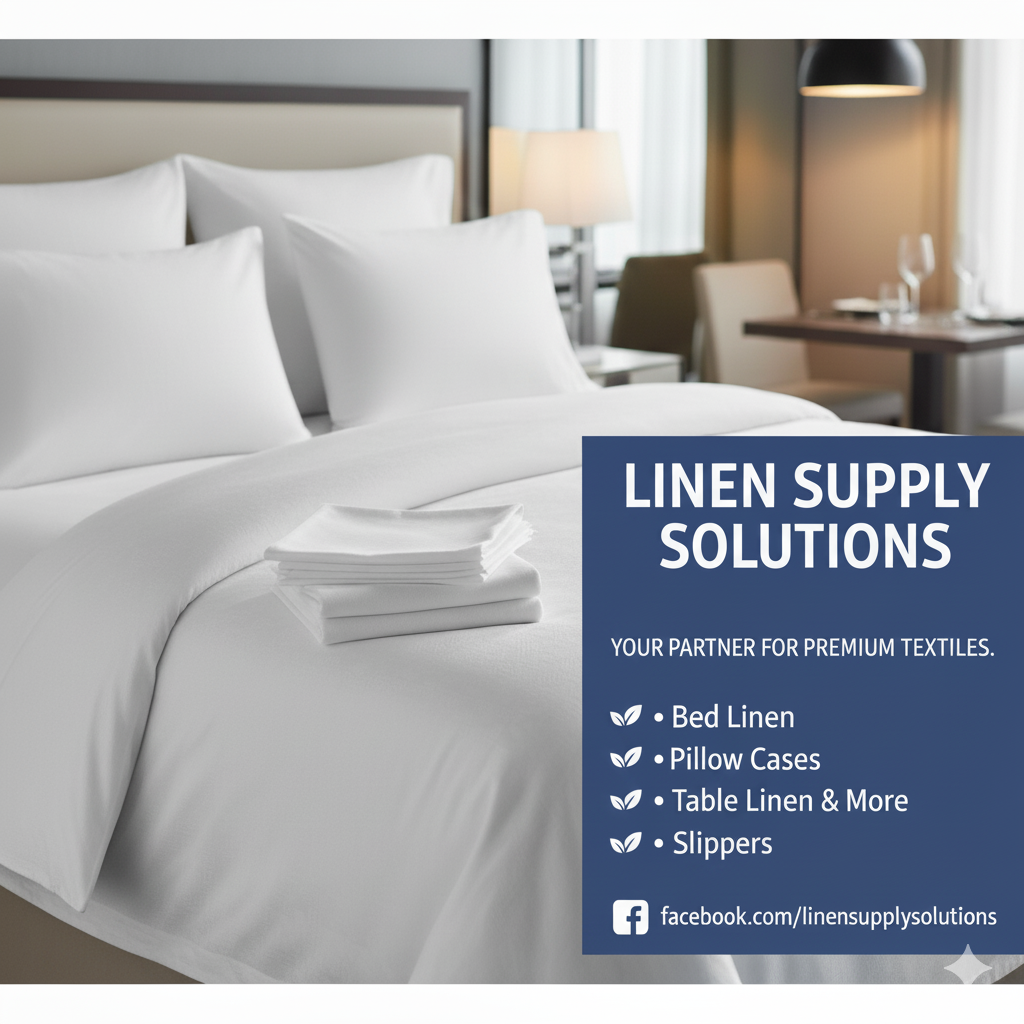 LINEN SUPPLY
SOLUTIONS
YOUR PARTNER FOR PREMIUM TEXTILES.
• Bed Linen
• Pillow Cases
• Table Linen & More
• Slippers
facebook.com/linensupplysolutions